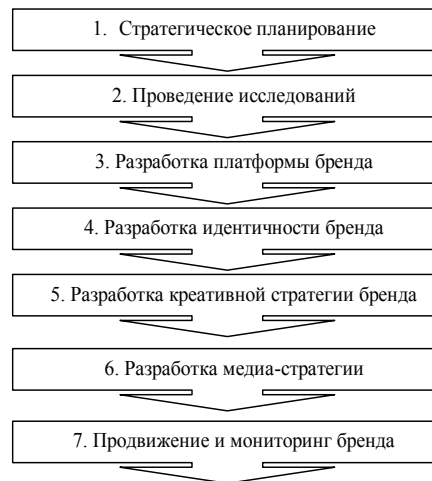 1. Стратегическое планирование
2. Проведение исследований
3. Разработка платформы бренда
4. Разработка идентичности бренда
5. Разработка креативной стратегии бренда
6. Разработка медиа-стратегии
7. Продвижение и мониторинг бренда